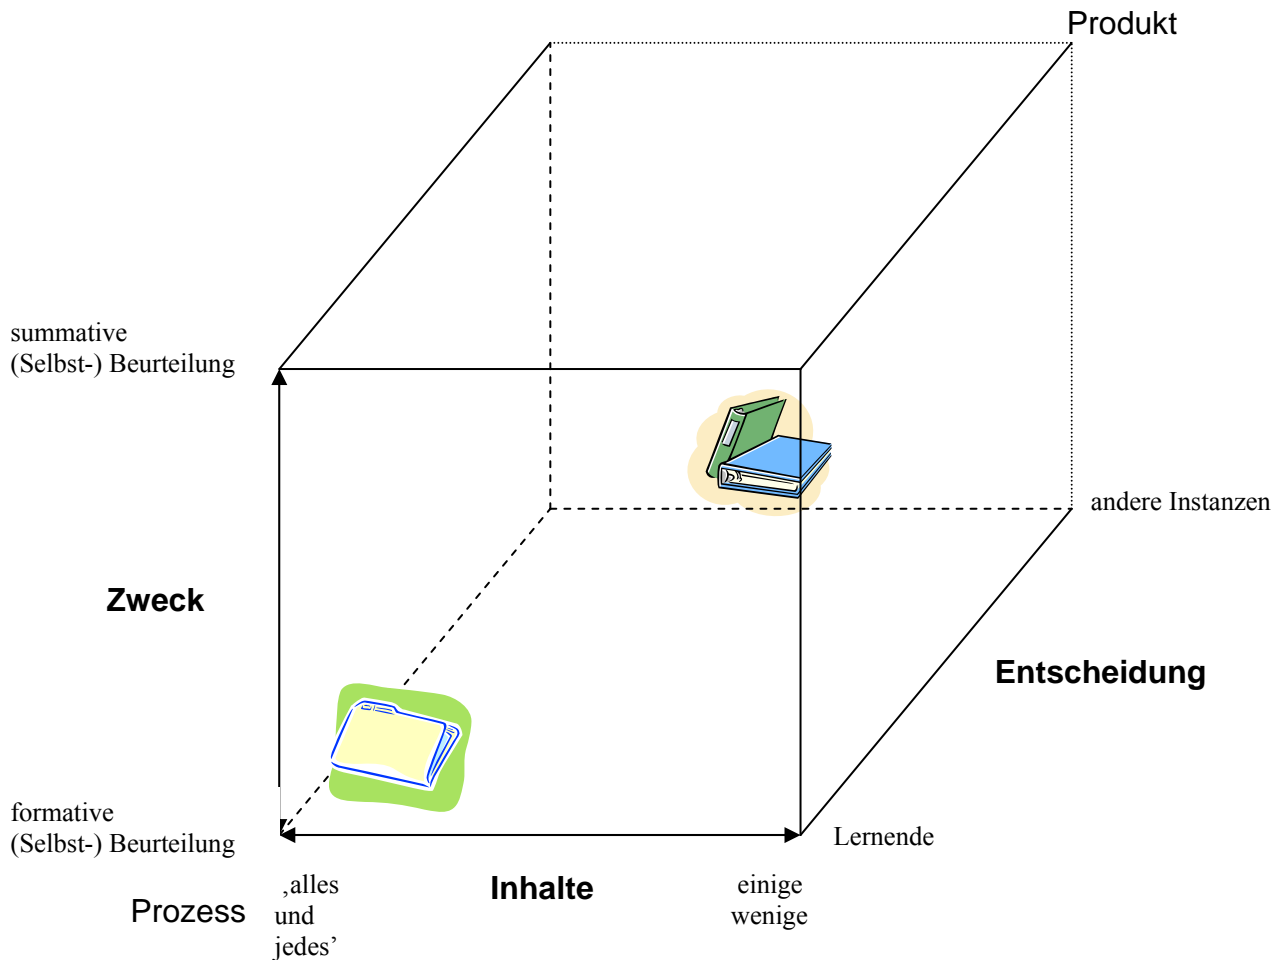 Produkt
summative
(Selbst-) Beurteilung
andere Instanzen
Zweck
Entscheidung
formative
(Selbst-) Beurteilung
Lernende
Prozess
‚alles
und
jedes’
Inhalte
einige
wenige